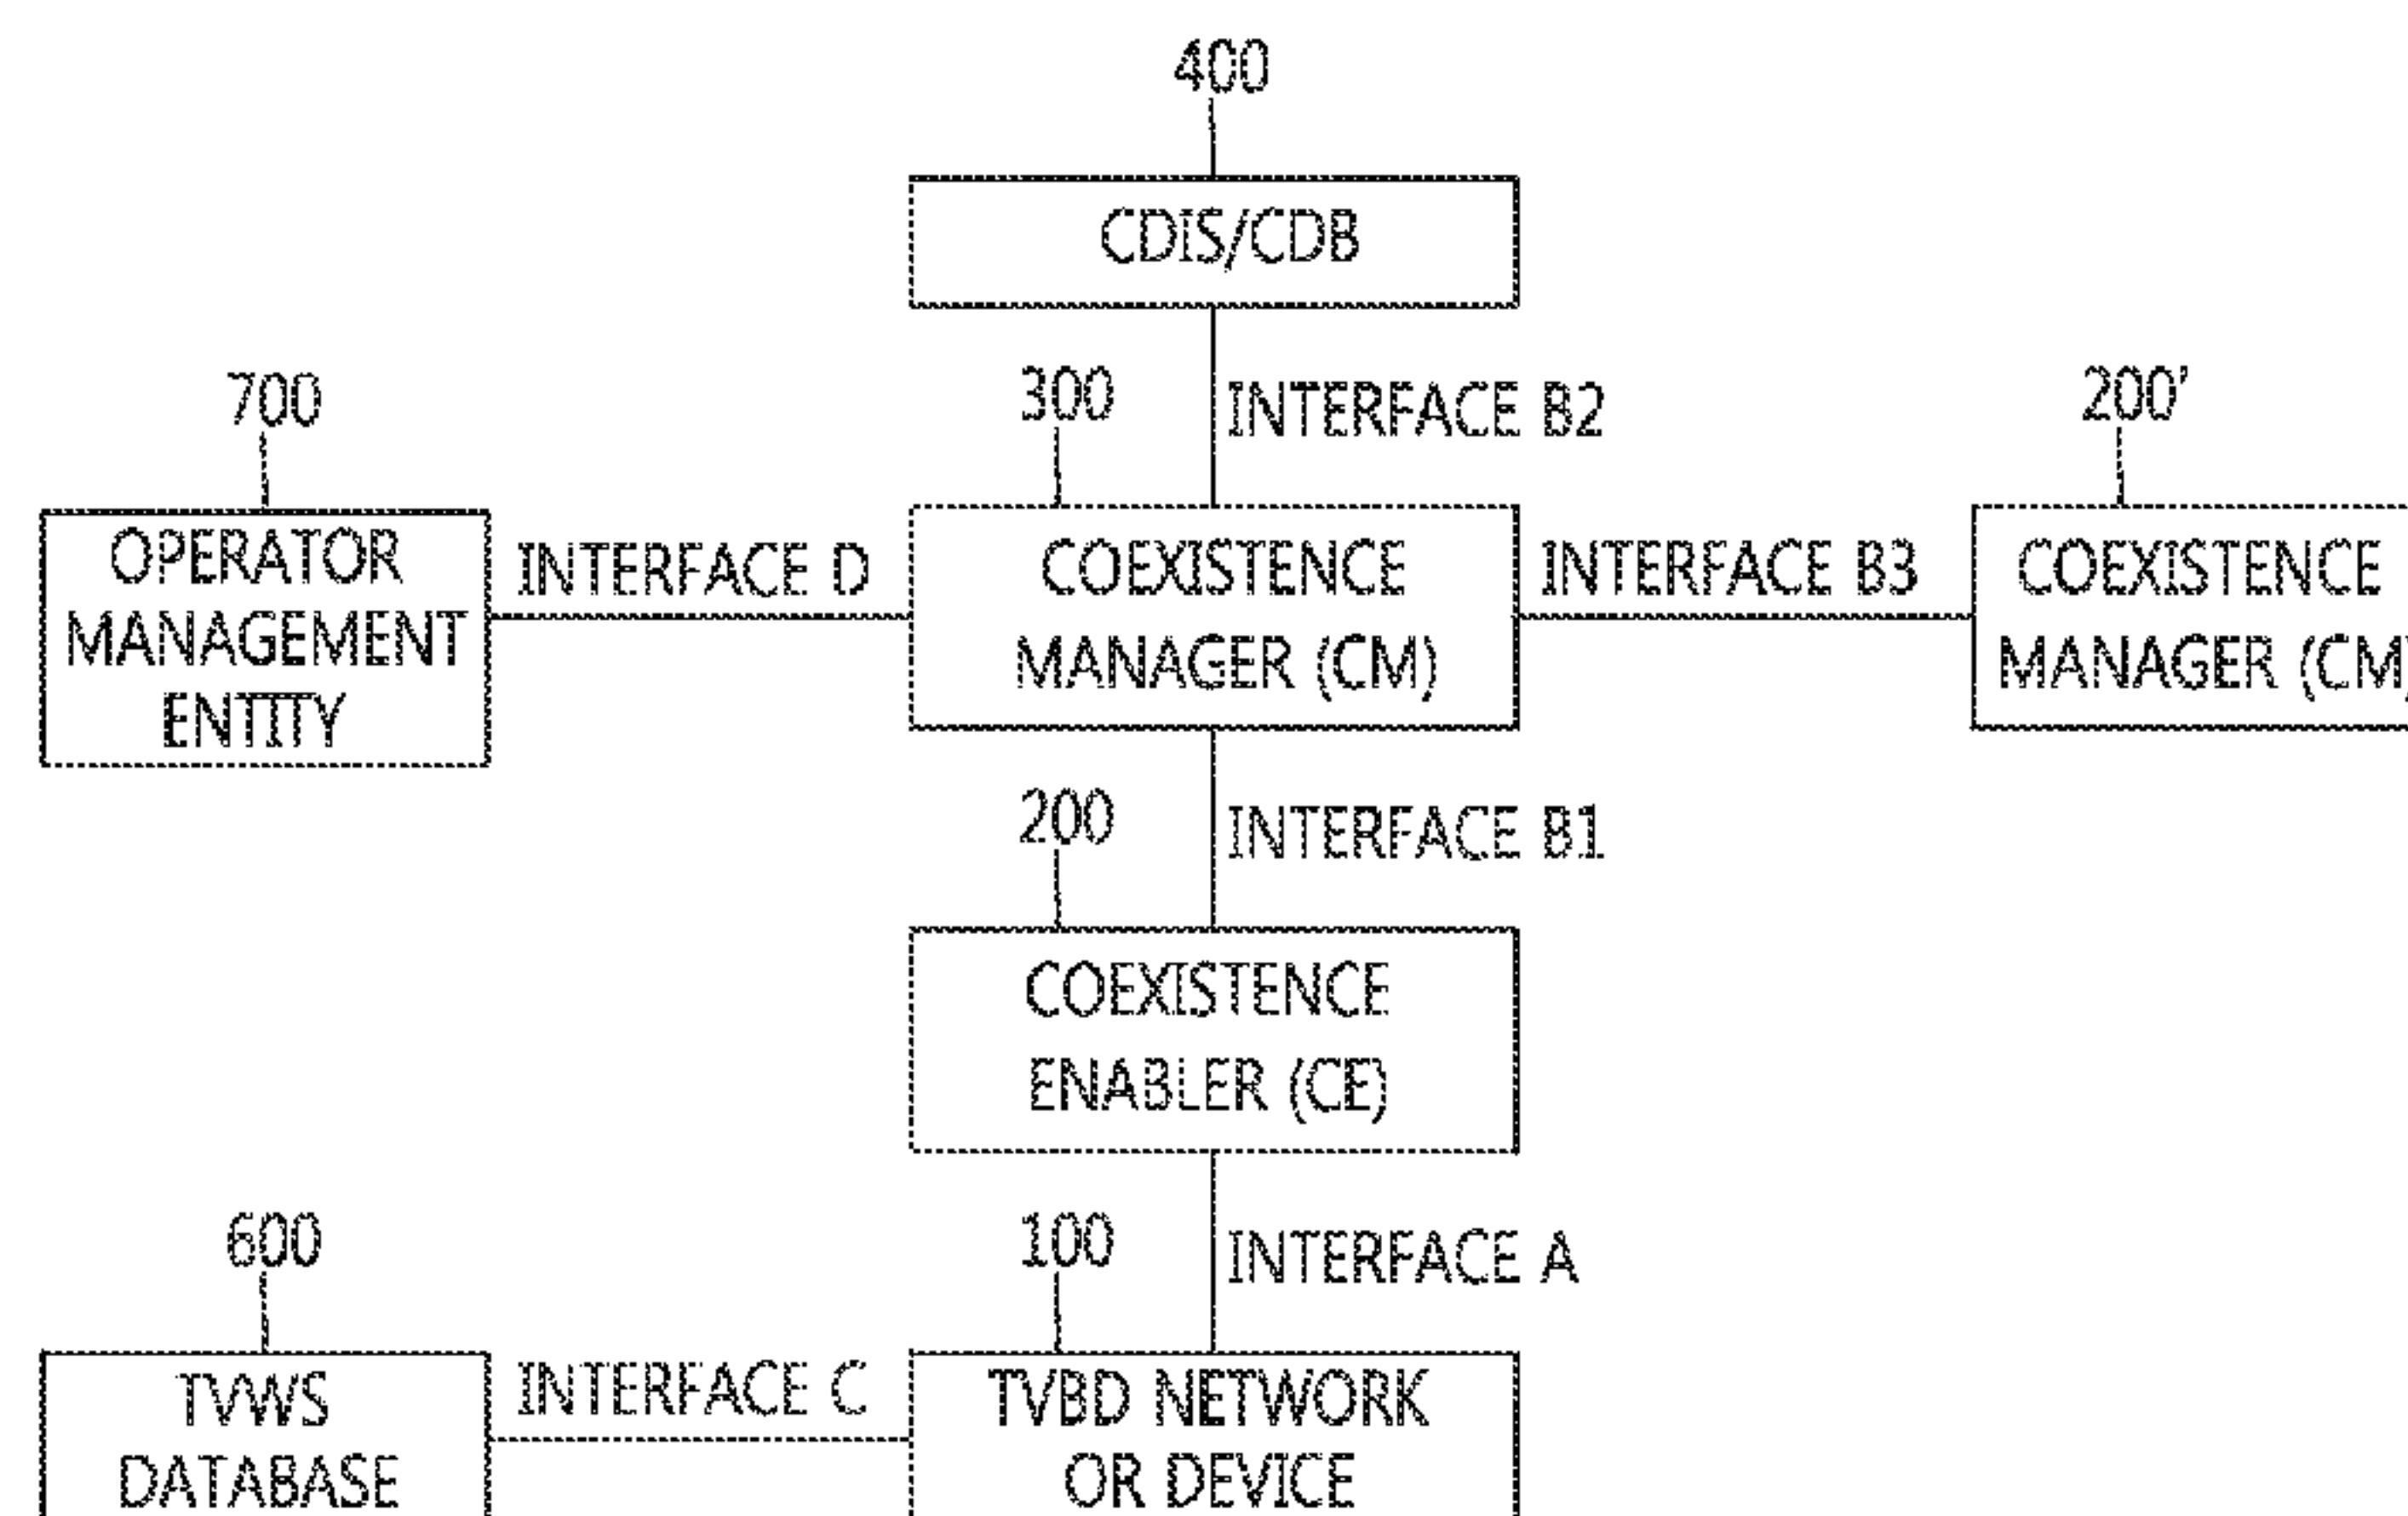 400
CDIS/CDB
700
300
INTERFACE B2
200'
OPERATOR
MANAGEMENT
ENTITY
INTERFACE D
COEXISTENCE
MANAGER (CM)
INTERFACE B3
COEXISTENCE
MANAGER (CM)
200
INTERFACE B1
COEXISTENCE
ENABLER (CE)
600
100
INTERFACE A
TVWS
DATABASE
INTERFACE C
TVBD NETWORK
OR DEVICE